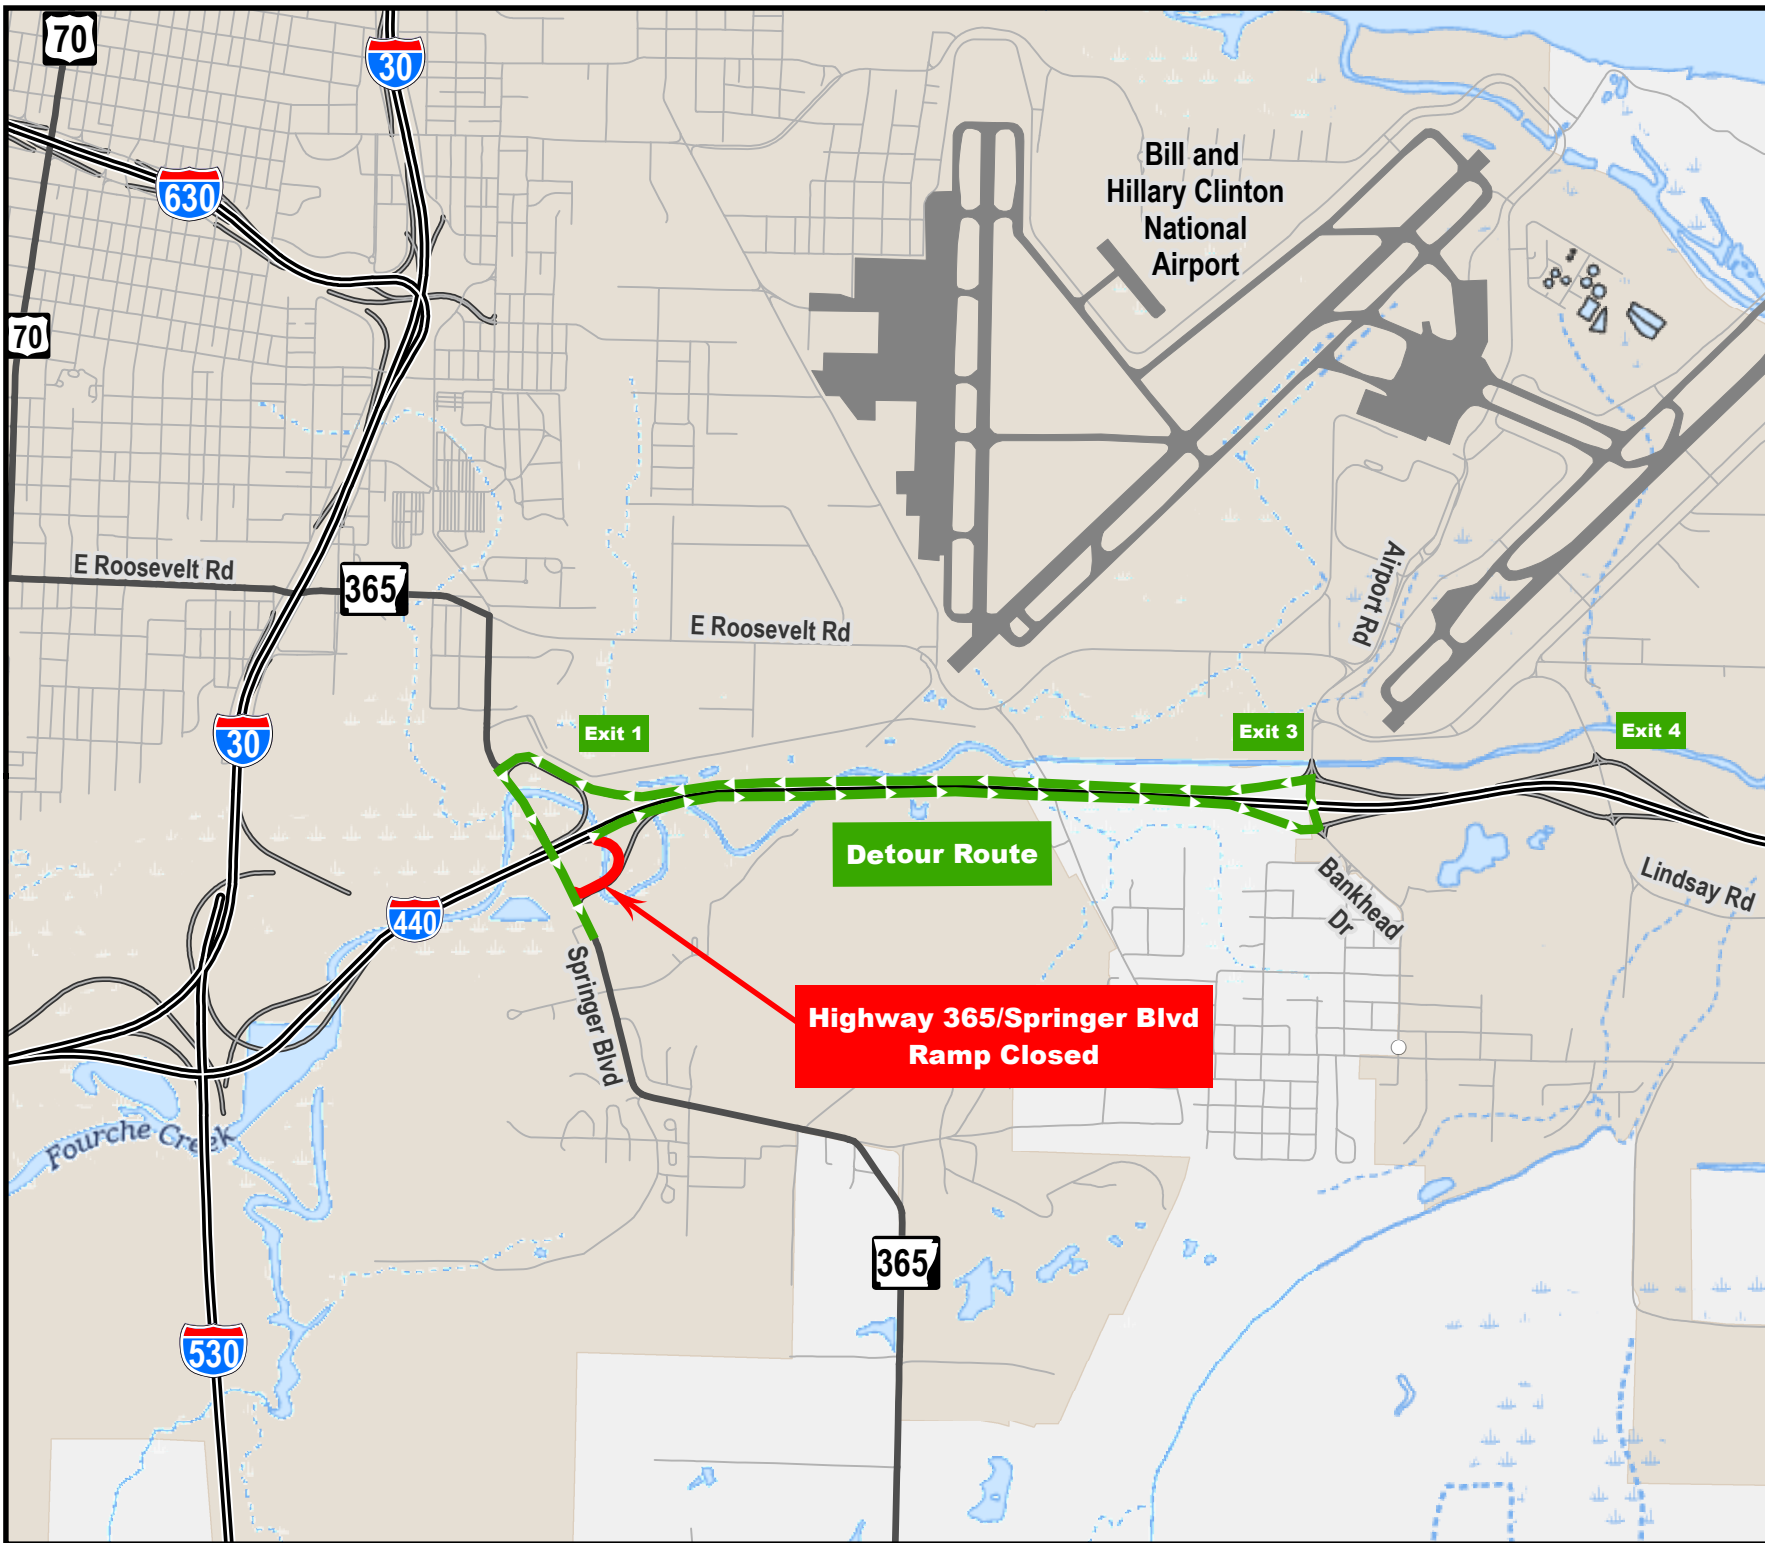 70
30
630
Bill and
Hillary Clinton
National
Airport
70
E Roosevelt Rd
365
E Roosevelt Rd
Airport Rd
30
Exit 1
Exit 3
Exit 4
Detour Route
440
Bankhead
Dr
Lindsay Rd
Springer Blvd
Highway 365/Springer Blvd
Ramp Closed
Fourche Creek
365
530